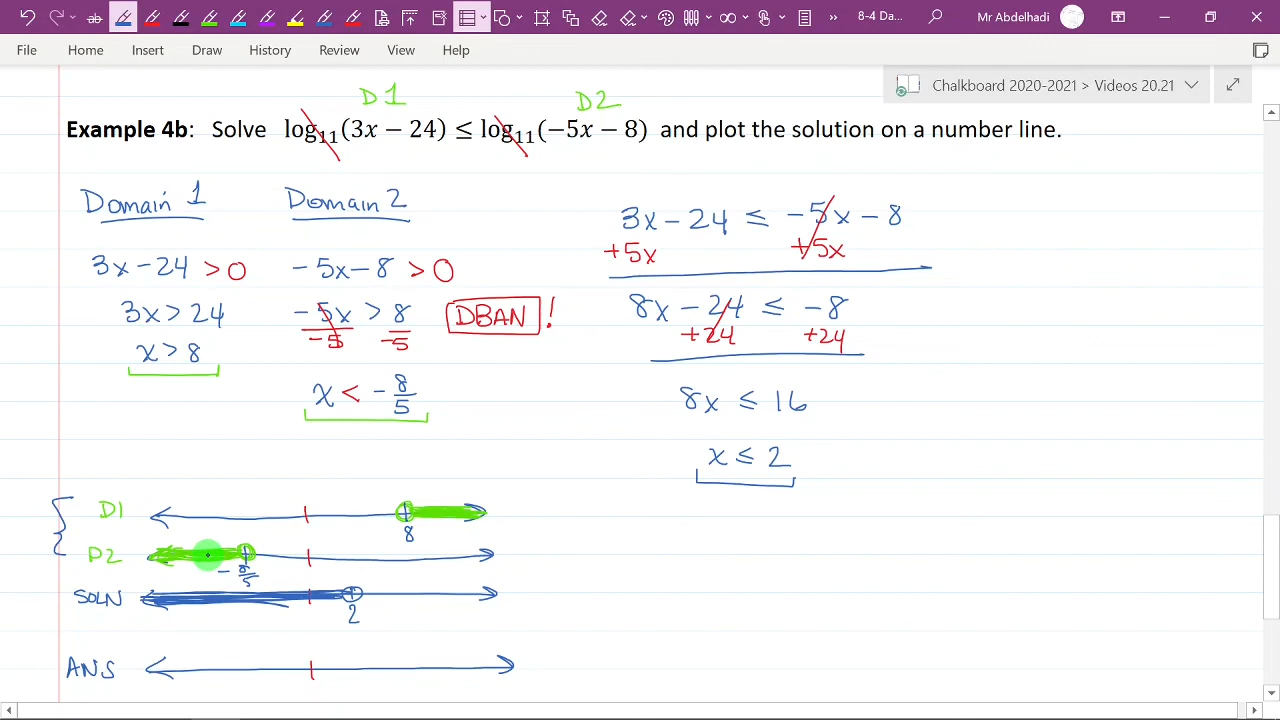 8-4 Da... Mr Abdelhadi
File Home Insert Draw History Review View Help
Chalkboard 2020-2021 > Videos 20.21
D1 D2
Example 4b: Solve log₁₁(3x − 24) ≤ log₁₁(−5x − 8) and plot the solution on a number line.
Domain 1
3x − 24 > 0
3x > 24
x > 8
Domain 2
− 5x − 8 > 0
− 5x > 8
−5 −5
DBAN !
x < − 8/5
3x − 24 ≤ − 5x − 8
+5x +5x
8x − 24 ≤ −8
+24 +24
8x ≤ 16
x ≤ 2
D1
8
D2
− 8/5
SOLN
2
ANS